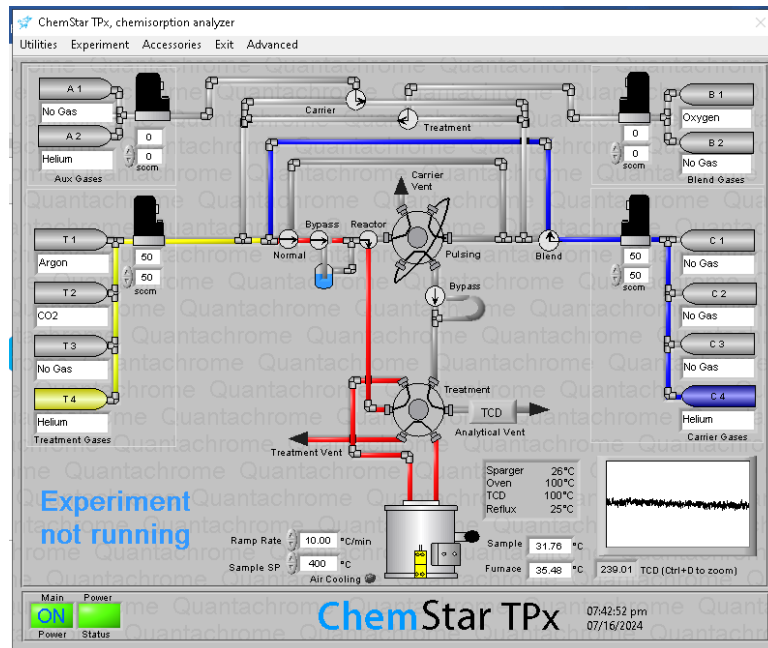 ChemStar TPx, chemisorption analyzer
Utilities Experiment Accessories Exit Advanced
A 1
No Gas
A 2
Helium
Aux Gases
0
0
sccm
Carrier
Treatment
B 1
Oxygen
B 2
No Gas
Blend Gases
0
0
sccm
T 1
Argon
T 2
CO2
T 3
No Gas
T 4
Helium
Treatment Gases
50
50
sccm
Normal
Bypass
Reactor
Carrier
Vent
Pulsing
Bypass
Blend
50
50
sccm
C 1
No Gas
C 2
No Gas
C 3
No Gas
C 4
Helium
Carrier Gases
Treatment
TCD
Analytical Vent
Treatment Vent
Experiment
not running
Sparger 26°C
Oven 100°C
TCD 100°C
Reflux 25°C
Ramp Rate 10.00 °C/min
Sample SP 400 °C
Air Cooling
Sample 31.76 °C
Furnace 35.48 °C
239.01 TCD (Ctrl+D to zoom)
Main Power
ON
Power Status
ChemStar TPx
07:42:52 pm
07/16/2024
Quantachrome